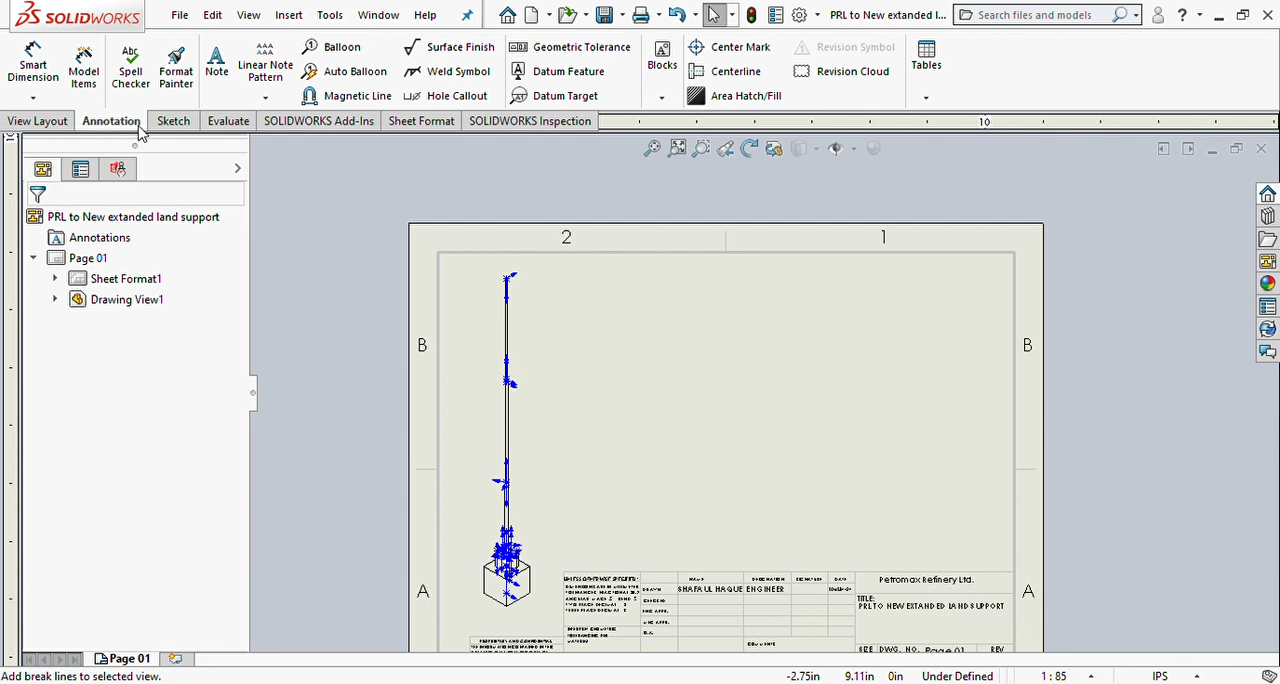 SOLIDWORKS File Edit View Insert Tools Window Help PRL to New extanded l... Search files and models ?
Smart Dimension
Model Items
Spell Checker
Format Painter
Note
Linear Note Pattern
Balloon
Auto Balloon
Magnetic Line
Surface Finish
Weld Symbol
Hole Callout
Geometric Tolerance
Datum Feature
Datum Target
Blocks
Center Mark
Centerline
Area Hatch/Fill
Revision Symbol
Revision Cloud
Tables
View Layout Annotation Sketch Evaluate SOLIDWORKS Add-Ins Sheet Format SOLIDWORKS Inspection
10
PRL to New extanded land support
Annotations
Page 01
Sheet Format1
Drawing View1
2 1
B B
A A
NAME DATE
DRAWN SHAFAUL HAQUE ENGINEER
Petromax Refinery Ltd.
TITLE:
PRL TO NEW EXTANDED LAND SUPPORT
SIZE DWG. NO. Page 01 REV
PROPRIETARY AND CONFIDENTIAL
Page 01
Add break lines to selected view. -2.75in 9.11in 0in Under Defined 1 : 85 IPS